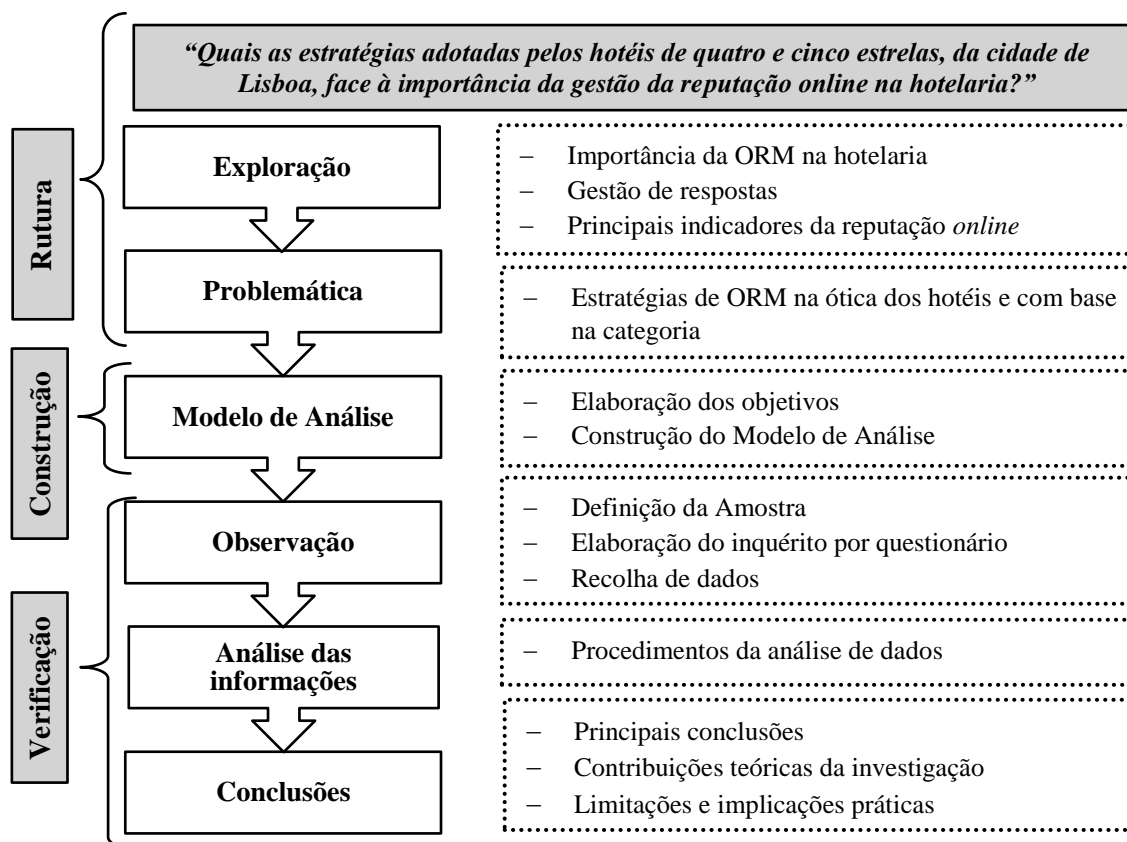 “Quais as estratégias adotadas pelos hotéis de quatro e cinco estrelas, da cidade de
Lisboa, face à importância da gestão da reputação online na hotelaria?”
Rutura
Exploração
– Importância da ORM na hotelaria
– Gestão de respostas
– Principais indicadores da reputação online
Problemática
– Estratégias de ORM na ótica dos hotéis e com base
na categoria
Construção
Modelo de Análise
– Elaboração dos objetivos
– Construção do Modelo de Análise
Verificação
Observação
– Definição da Amostra
– Elaboração do inquérito por questionário
– Recolha de dados
Análise das
informações
– Procedimentos da análise de dados
Conclusões
– Principais conclusões
– Contribuições teóricas da investigação
– Limitações e implicações práticas